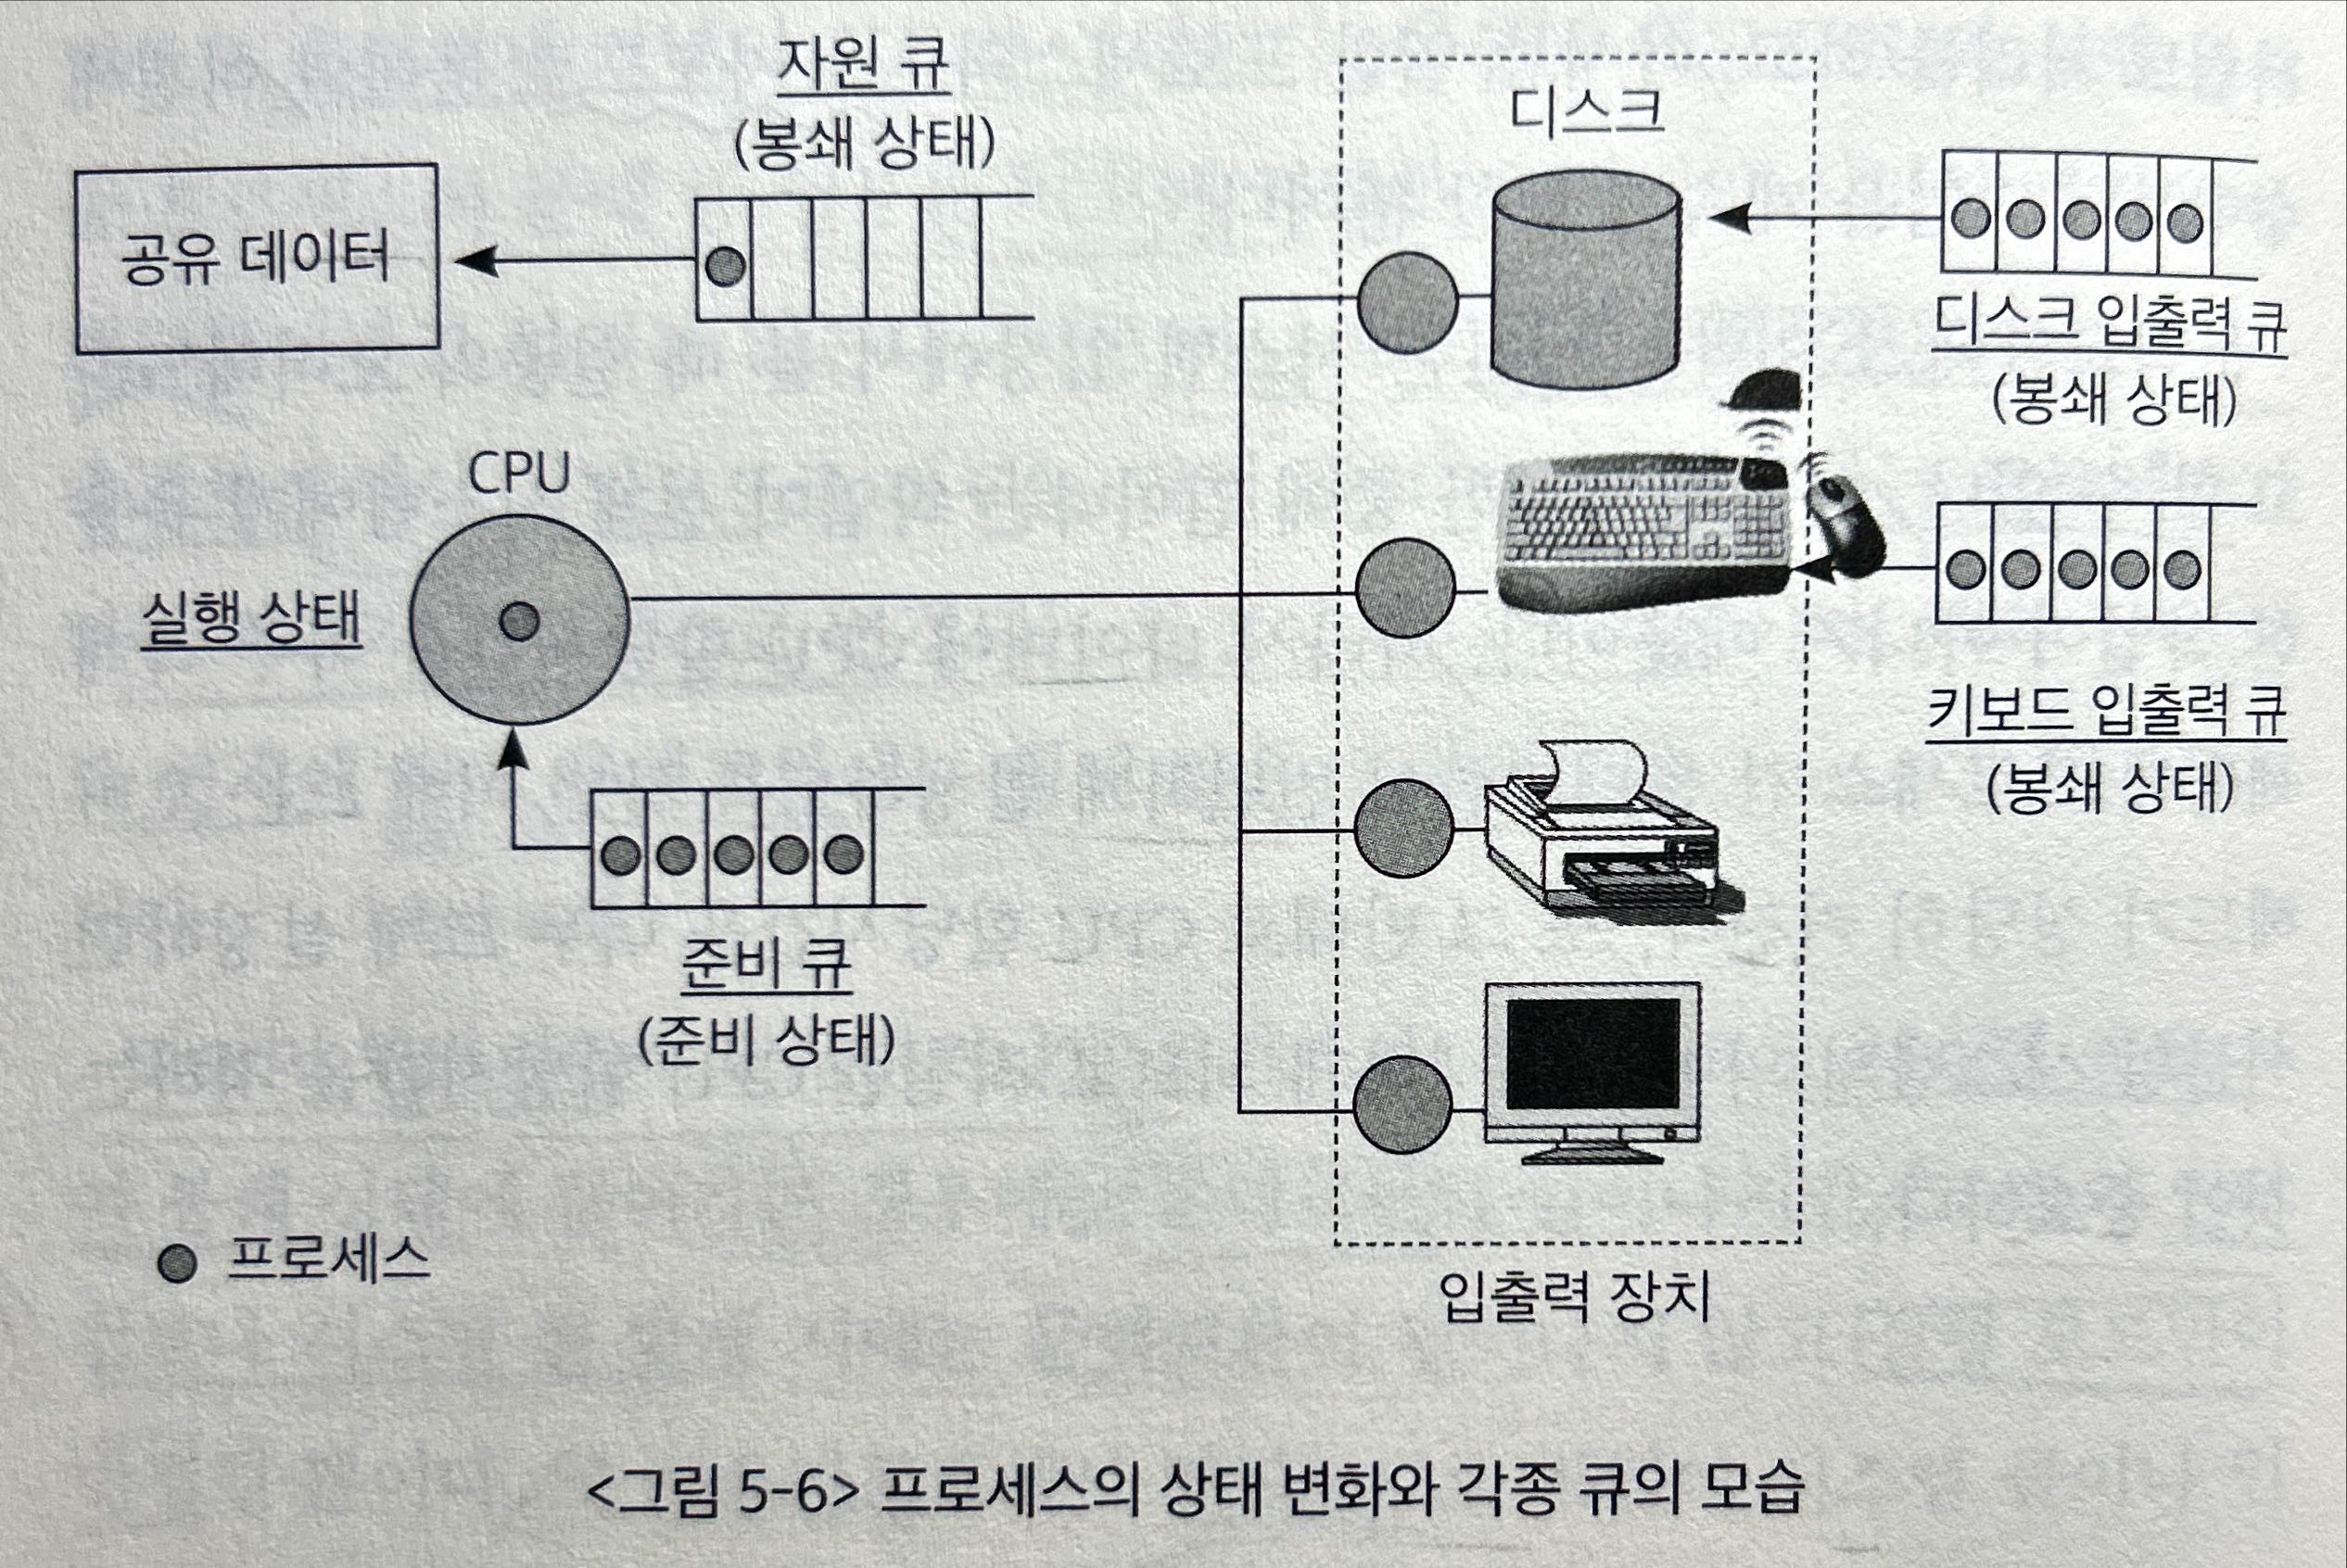 자원 큐
(봉쇄 상태)
공유 데이터
디스크
디스크 입출력 큐
(봉쇄 상태)
CPU
실행 상태
키보드 입출력 큐
(봉쇄 상태)
준비 큐
(준비 상태)
프로세스
입출력 장치
<그림 5-6> 프로세스의 상태 변화와 각종 큐의 모습